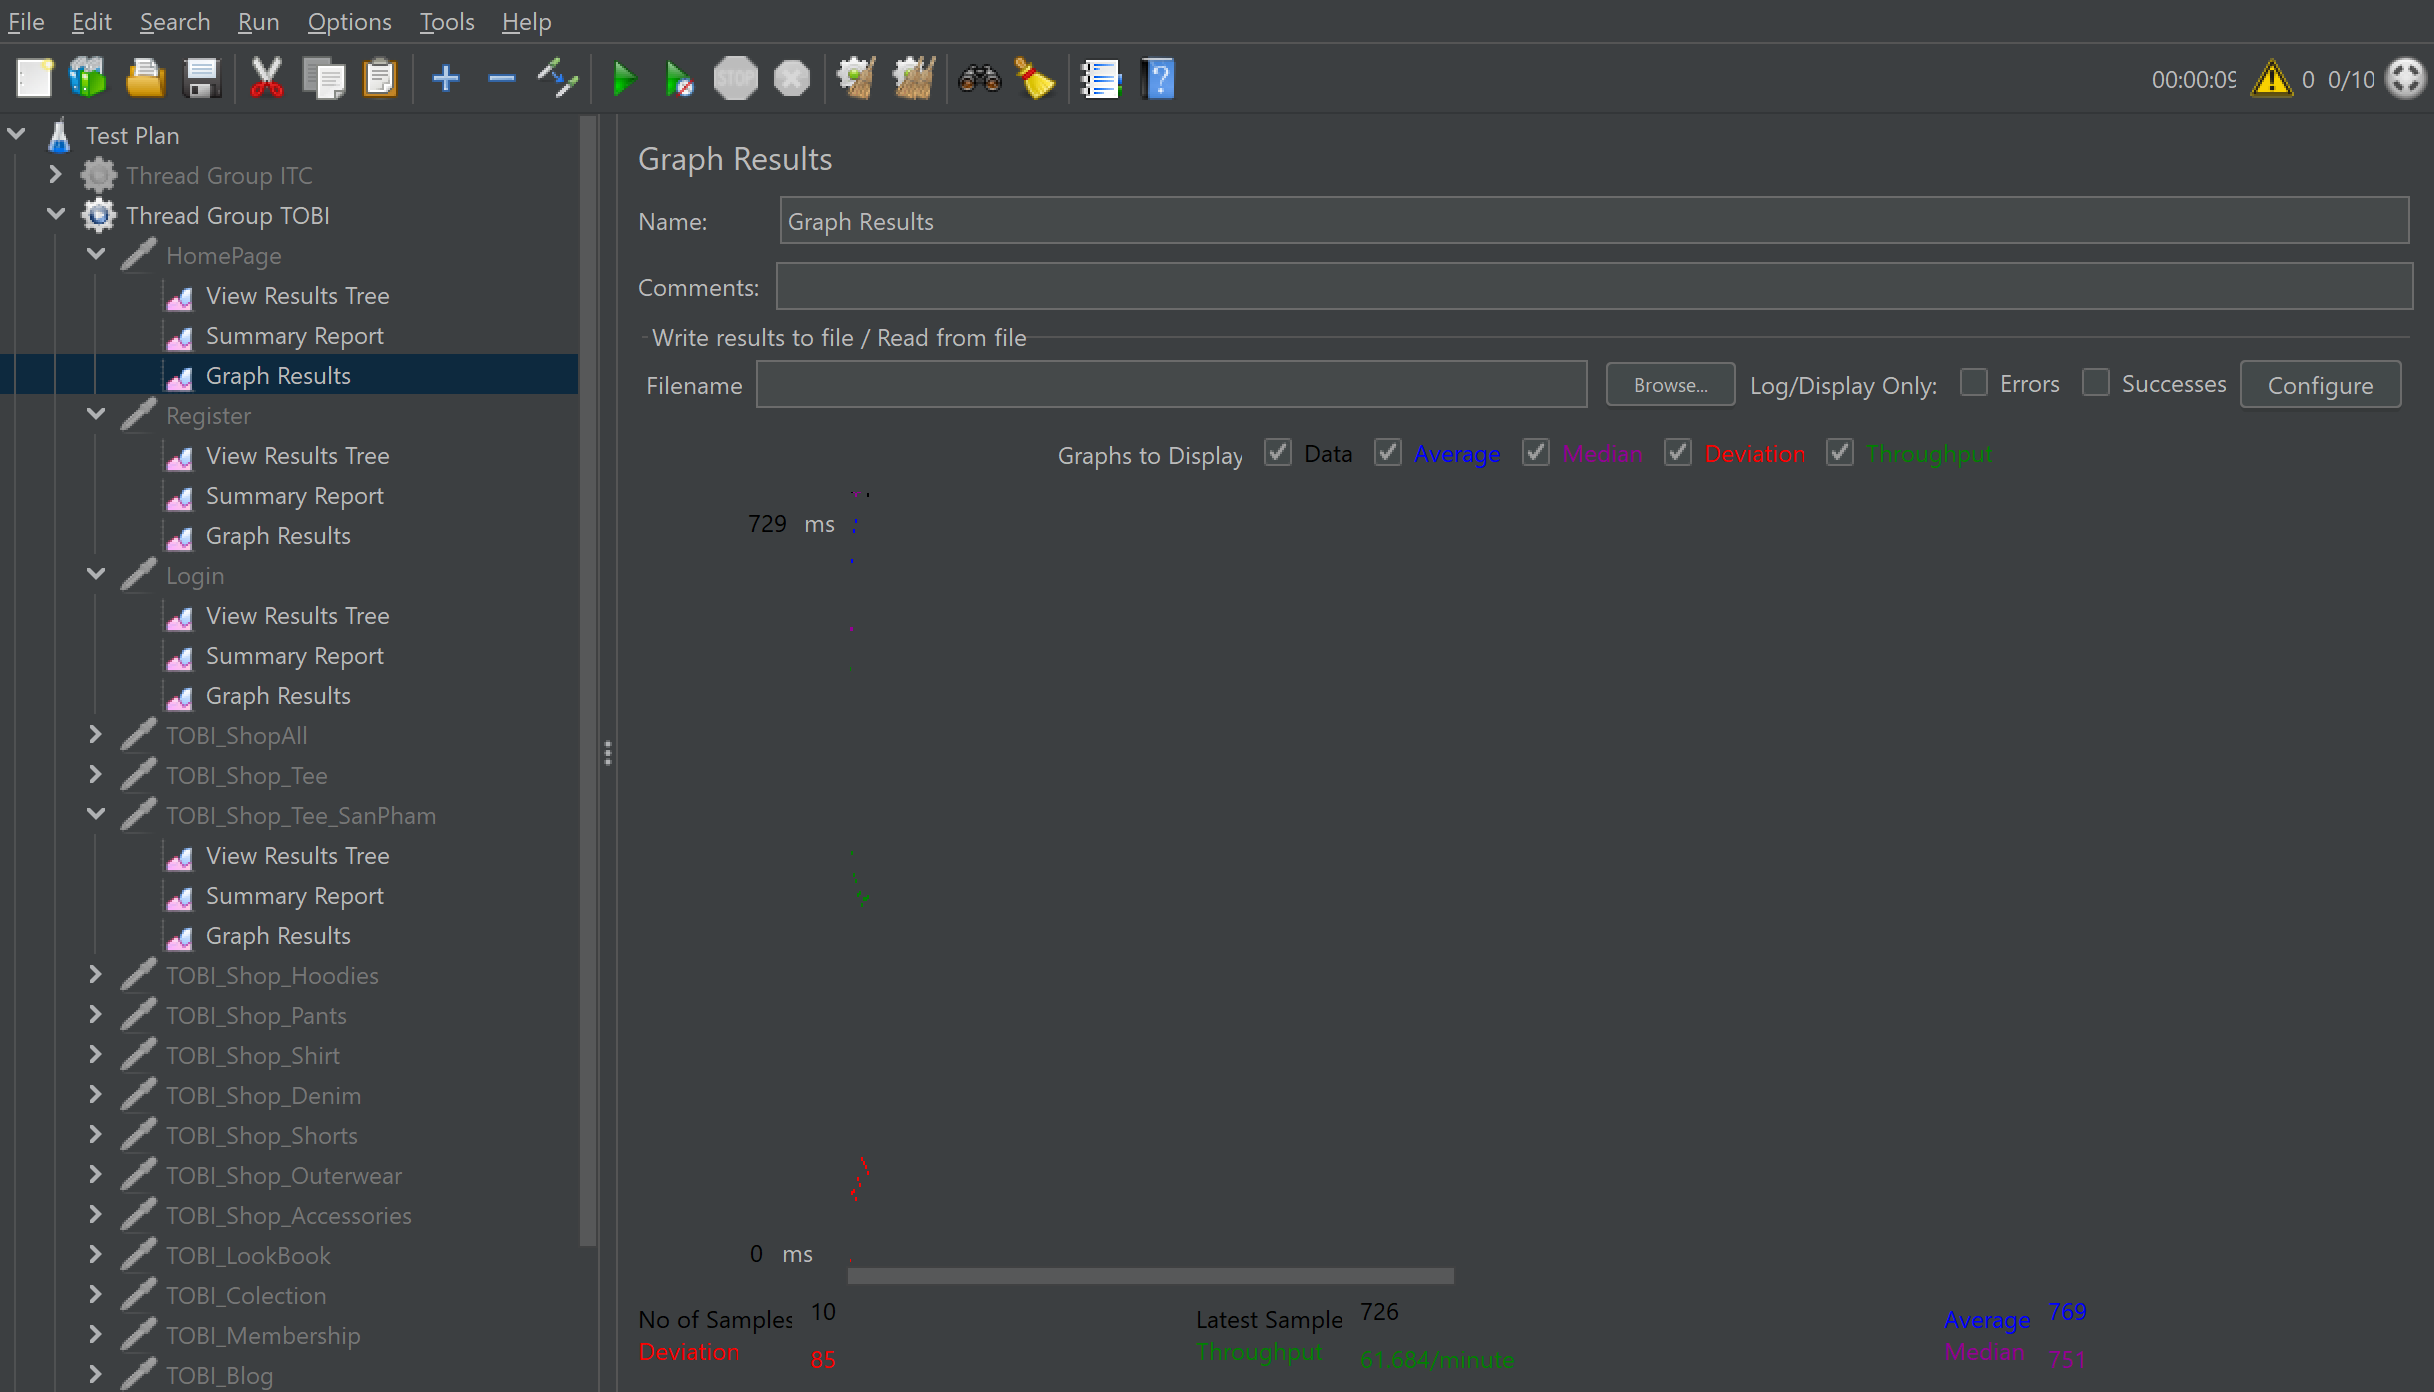 File Edit Search Run Options Tools Help
STOP
00:00:09 0 0/10
Test Plan
Thread Group ITC
Thread Group TOBI
HomePage
View Results Tree
Summary Report
Graph Results
Register
View Results Tree
Summary Report
Graph Results
Login
View Results Tree
Summary Report
Graph Results
TOBI_ShopAll
TOBI_Shop_Tee
TOBI_Shop_Tee_SanPham
View Results Tree
Summary Report
Graph Results
TOBI_Shop_Hoodies
TOBI_Shop_Pants
TOBI_Shop_Shirt
TOBI_Shop_Denim
TOBI_Shop_Shorts
TOBI_Shop_Outerwear
TOBI_Shop_Accessories
TOBI_LookBook
TOBI_Colection
TOBI_Membership
TOBI_Blog
Graph Results
Name: Graph Results
Comments:
Write results to file / Read from file
Filename Browse... Log/Display Only: Errors Successes Configure
Graphs to Display Data Average Median Deviation Throughput
729 ms
0 ms
No of Samples 10 Latest Sample 726 Average 769
Deviation 85 Throughput 61.684/minute Median 751